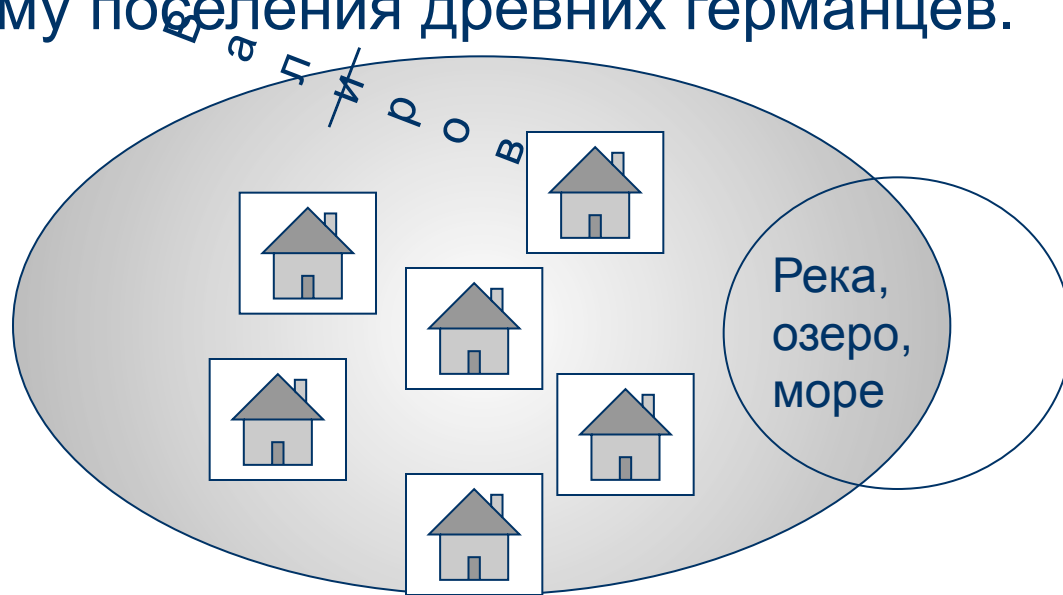 му поселения древних германцев.
Вал и ров
Река,
озеро,
море